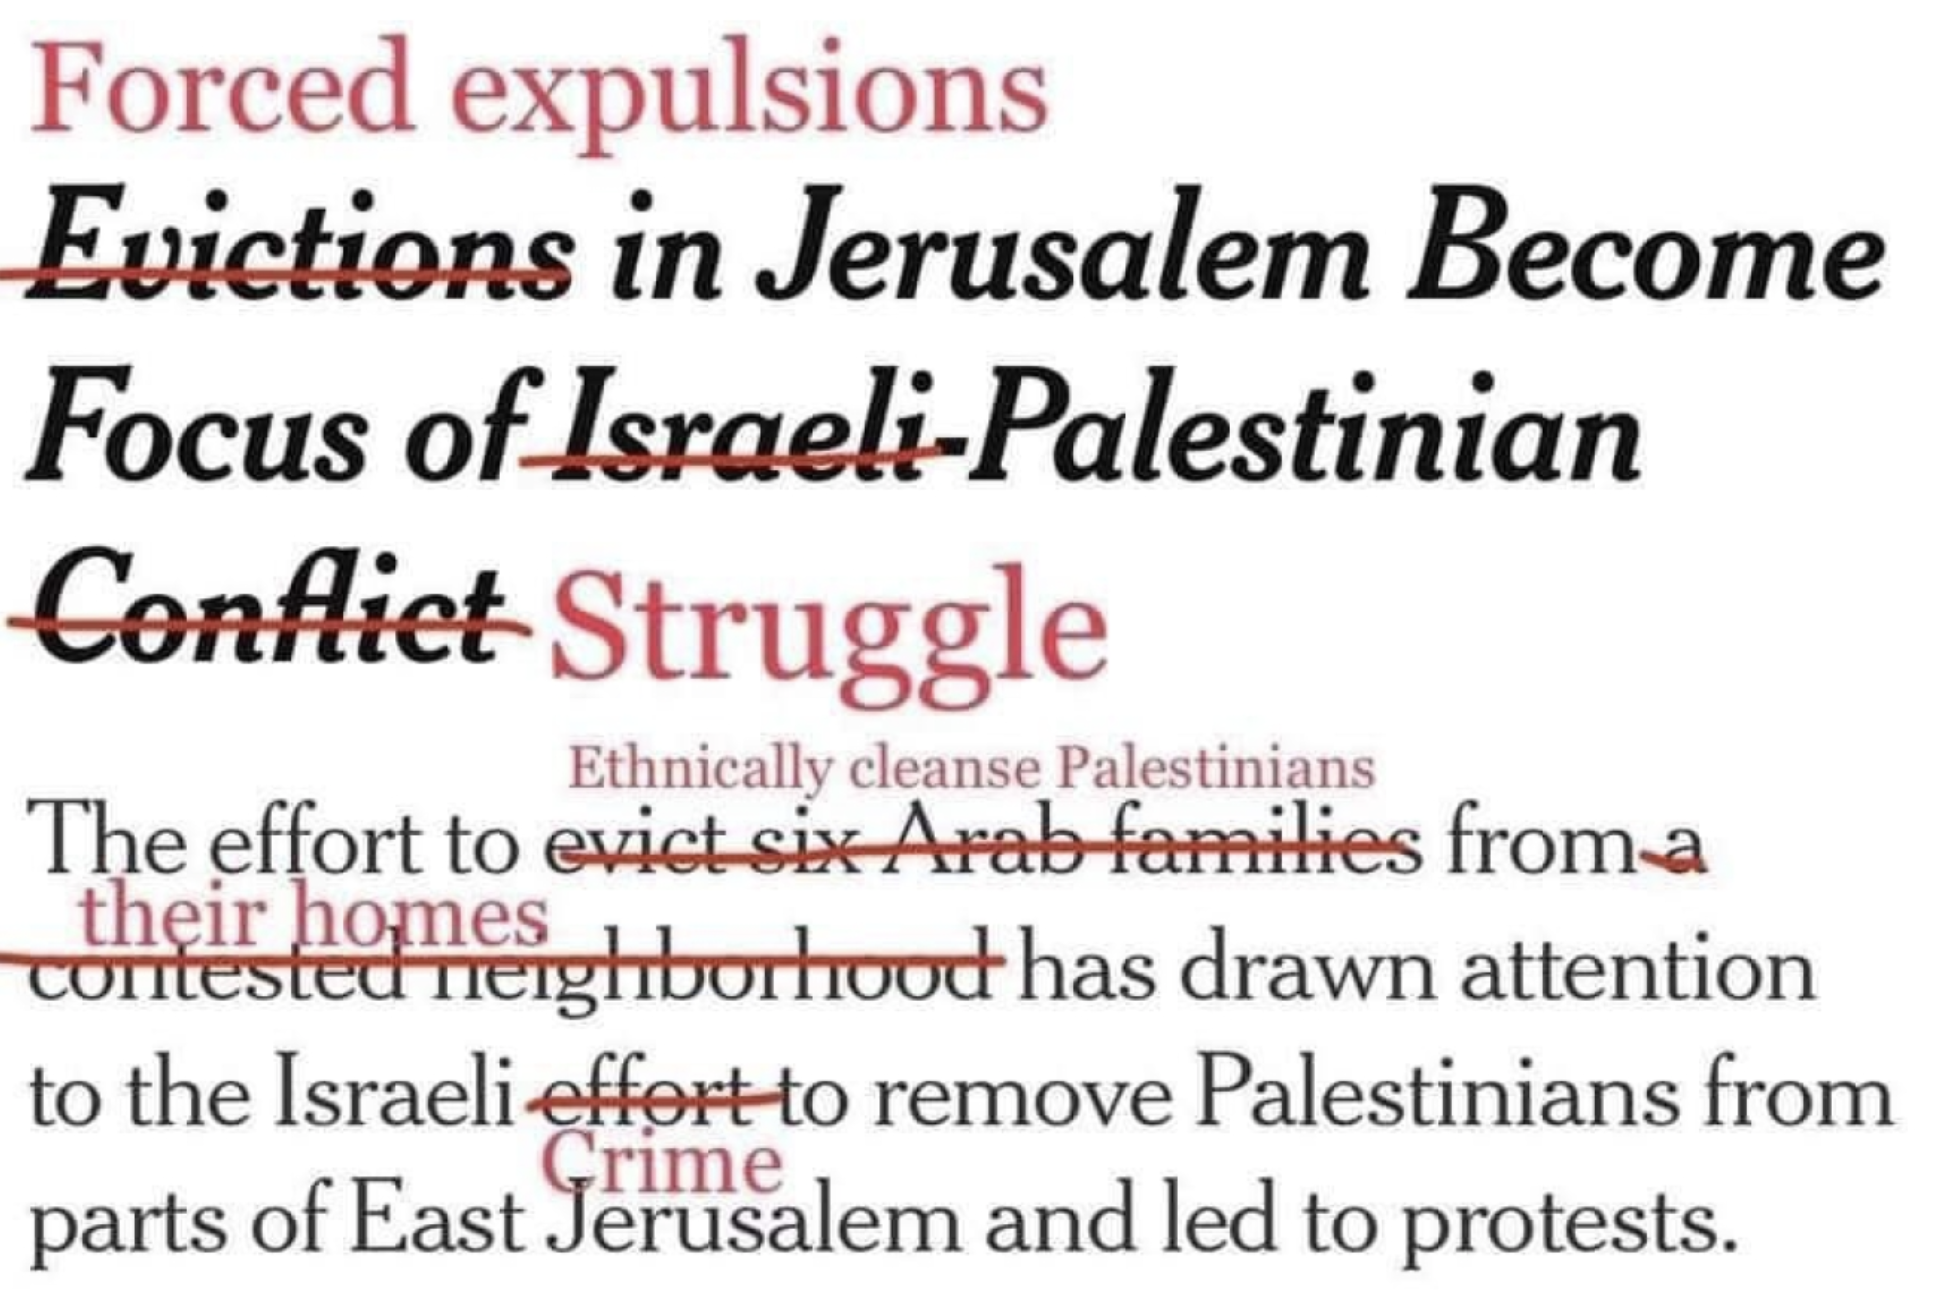 Forced expulsions
Evictions in Jerusalem Become
Focus of Israeli-Palestinian
Conflict Struggle
Ethnically cleanse Palestinians
The effort to evict six Arab families from a
their homes
contested neighborhood has drawn attention
to the Israeli effort to remove Palestinians from
Crime
parts of East Jerusalem and led to protests.